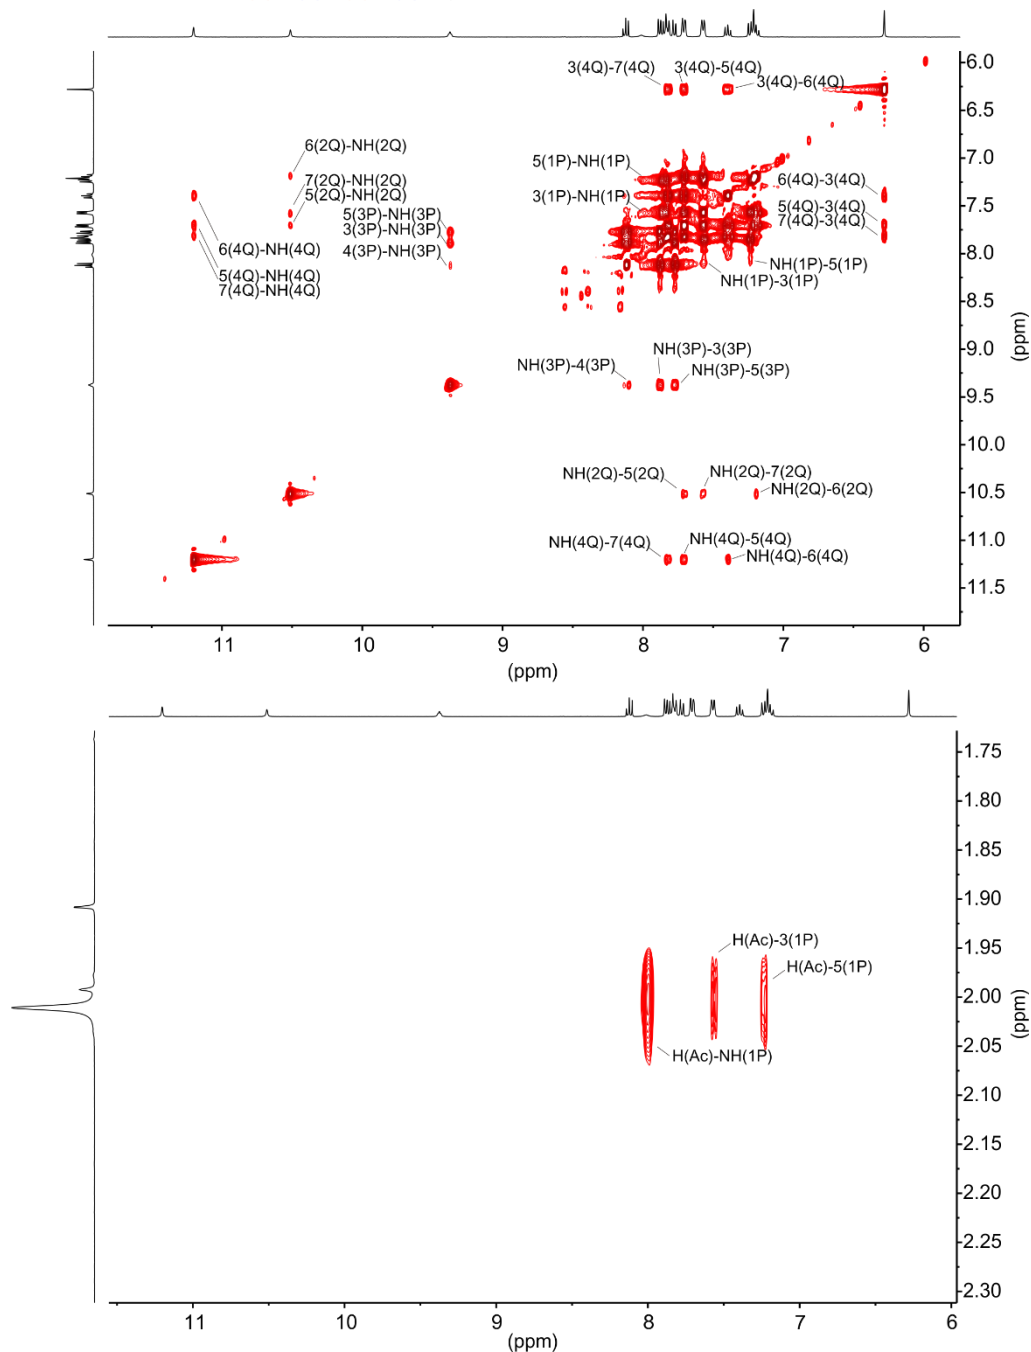 3(4Q)-7(4Q) 3(4Q)-5(4Q)
3(4Q)-6(4Q)
6(2Q)-NH(2Q)
7(2Q)-NH(2Q)
5(2Q)-NH(2Q)
5(3P)-NH(3P)
3(3P)-NH(3P)
4(3P)-NH(3P)
6(4Q)-NH(4Q)
5(4Q)-NH(4Q)
7(4Q)-NH(4Q)
5(1P)-NH(1P)
3(1P)-NH(1P)
6(4Q)-3(4Q)
5(4Q)-3(4Q)
7(4Q)-3(4Q)
NH(1P)-5(1P)
NH(1P)-3(1P)
NH(3P)-3(3P)
NH(3P)-4(3P)
NH(3P)-5(3P)
NH(2Q)-5(2Q) NH(2Q)-7(2Q)
NH(2Q)-6(2Q)
NH(4Q)-7(4Q) NH(4Q)-5(4Q)
NH(4Q)-6(4Q)
6.0
6.5
7.0
7.5
8.0
8.5
9.0
9.5
10.0
10.5
11.0
11.5
(ppm)
11 10 9 8 7 6
(ppm)
H(Ac)-3(1P)
H(Ac)-5(1P)
H(Ac)-NH(1P)
1.75
1.80
1.85
1.90
1.95
2.00
2.05
2.10
2.15
2.20
2.25
2.30
(ppm)
11 10 9 8 7 6
(ppm)